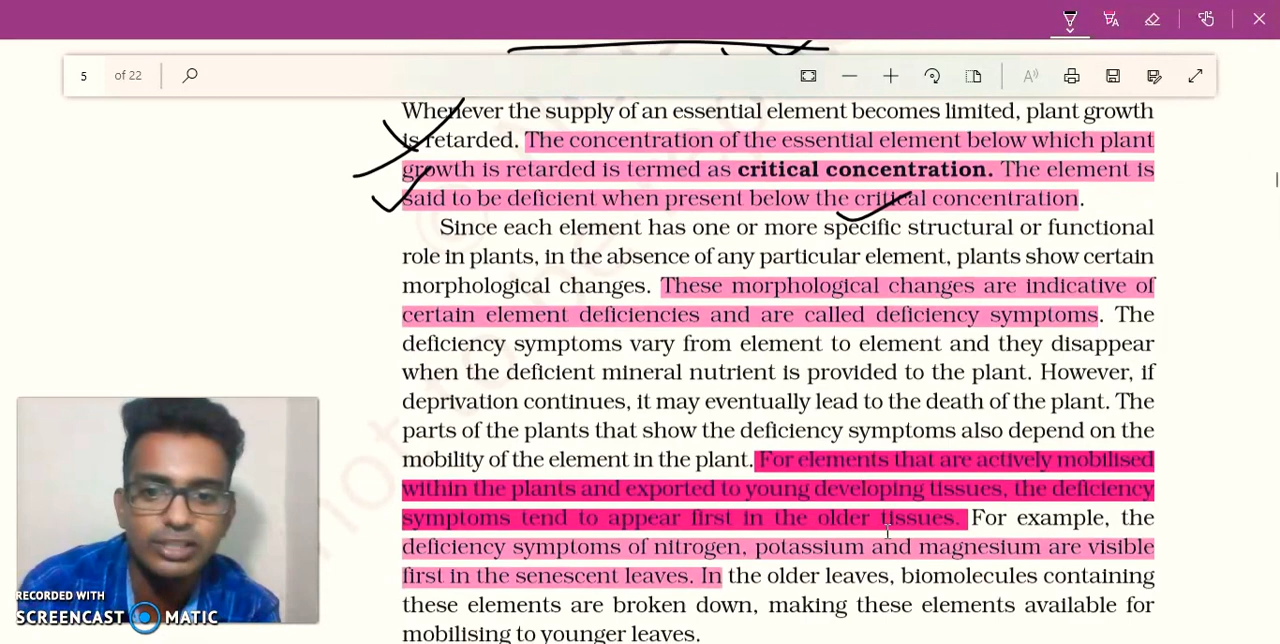 5 of 22
Whenever the supply of an essential element becomes limited, plant growth
is retarded. The concentration of the essential element below which plant
growth is retarded is termed as critical concentration. The element is
said to be deficient when present below the critical concentration.
Since each element has one or more specific structural or functional
role in plants, in the absence of any particular element, plants show certain
morphological changes. These morphological changes are indicative of
certain element deficiencies and are called deficiency symptoms. The
deficiency symptoms vary from element to element and they disappear
when the deficient mineral nutrient is provided to the plant. However, if
deprivation continues, it may eventually lead to the death of the plant. The
parts of the plants that show the deficiency symptoms also depend on the
mobility of the element in the plant. For elements that are actively mobilised
within the plants and exported to young developing tissues, the deficiency
symptoms tend to appear first in the older tissues. For example, the
deficiency symptoms of nitrogen, potassium and magnesium are visible
first in the senescent leaves. In the older leaves, biomolecules containing
these elements are broken down, making these elements available for
mobilising to younger leaves.
RECORDED WITH
SCREENCAST MATIC